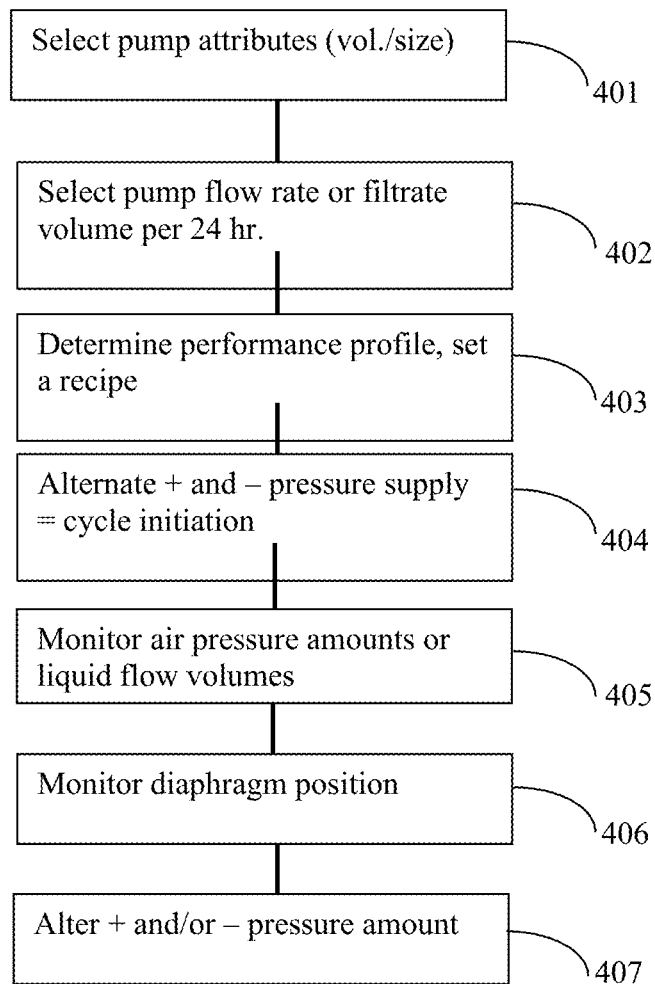 Select pump attributes (vol./size)
401
Select pump flow rate or filtrate
volume per 24 hr.
402
Determine performance profile, set
a recipe
403
Alternate + and – pressure supply
= cycle initiation
404
Monitor air pressure amounts or
liquid flow volumes
405
Monitor diaphragm position
406
Alter + and/or – pressure amount
407